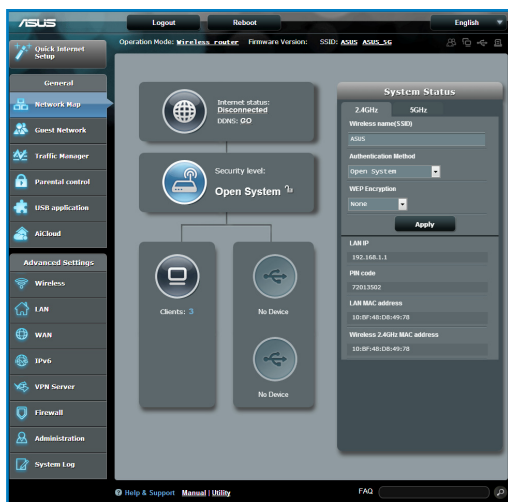 ASUS
Logout
Reboot
English
Quick Internet
Setup
Operation Mode: Wireless router Firmware Version: SSID: ASUS ASUS_5G
General
Network Map
Guest Network
Traffic Manager
Parental control
USB application
AiCloud
Advanced Settings
Wireless
LAN
WAN
IPv6
VPN Server
Firewall
Administration
System Log
Internet status:
Disconnected
DDNS: GO
Security level:
Open System
Clients: 3
No Device
No Device
System Status
2.4GHz
5GHz
Wireless name(SSID)
ASUS
Authentication Method
Open System
WEP Encryption
None
Apply
LAN IP
192.168.1.1
PIN code
72013502
LAN MAC address
10:BF:48:D8:49:78
Wireless 2.4GHz MAC address
10:BF:48:D8:49:78
Help & Support Manual | Utility
FAQ